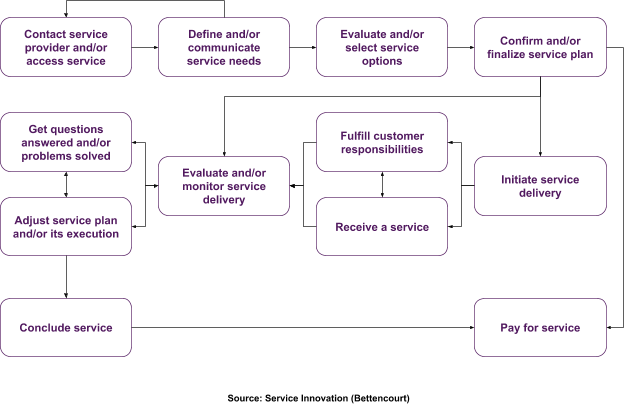 Contact service
provider and/or
access service
Define and/or
communicate
service needs
Evaluate and/or
select service
options
Confirm and/or
finalize service plan
Get questions
answered and/or
problems solved
Fulfill customer
responsibilities
Evaluate and/or
monitor service
delivery
Initiate service
delivery
Adjust service plan
and/or its execution
Receive a service
Conclude service
Pay for service
Source: Service Innovation (Bettencourt)